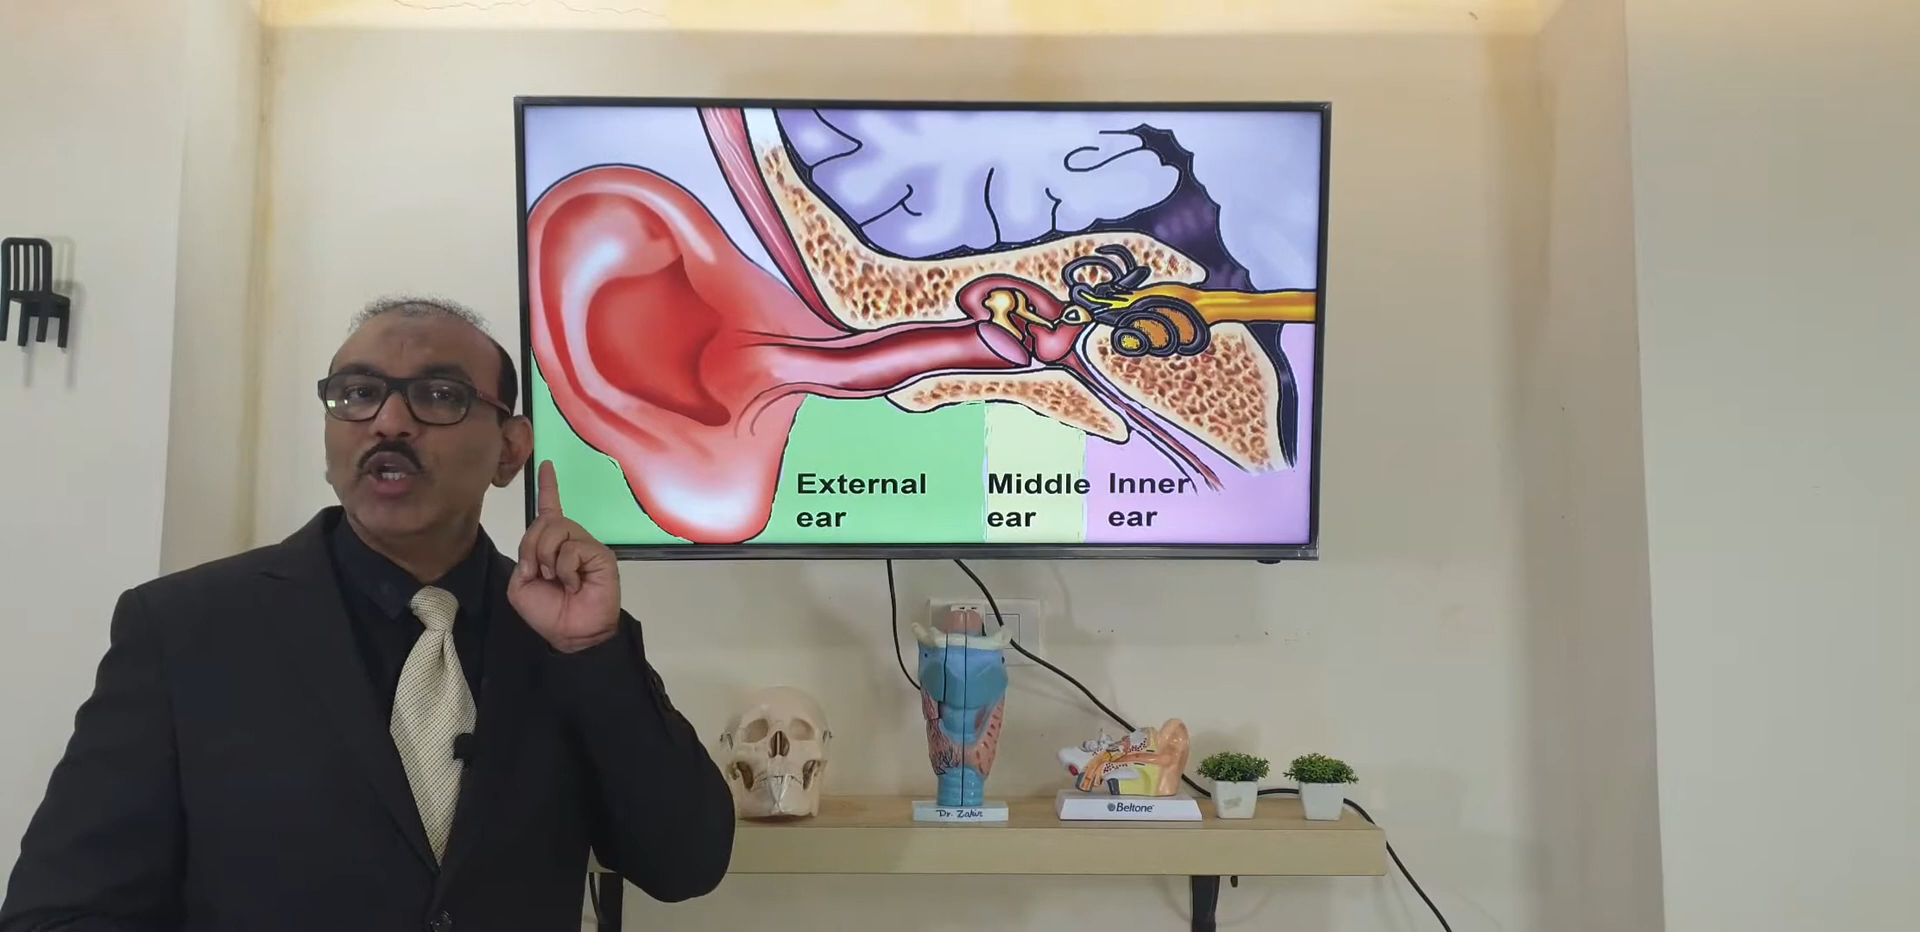 External
ear
Middle
ear
Inner
ear
Dr. Zakir
Beltone